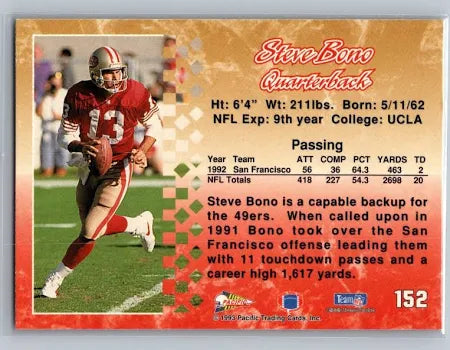 Steve Bono
Quarterback
Ht: 6'4" Wt: 211lbs. Born: 5/11/62
NFL Exp: 9th year College: UCLA
Passing
Year Team ATT COMP PCT YARDS TD
1992 San Francisco 56 36 64.3 463 2
NFL Totals 418 227 54.3 2698 20
Steve Bono is a capable backup for
the 49ers. When called upon in
1991 Bono took over the San
Francisco offense leading them
with 11 touchdown passes and a
career high 1,617 yards.
13
PACIFIC
TEAM NFL
152
© 1993 Pacific Trading Cards, Inc.